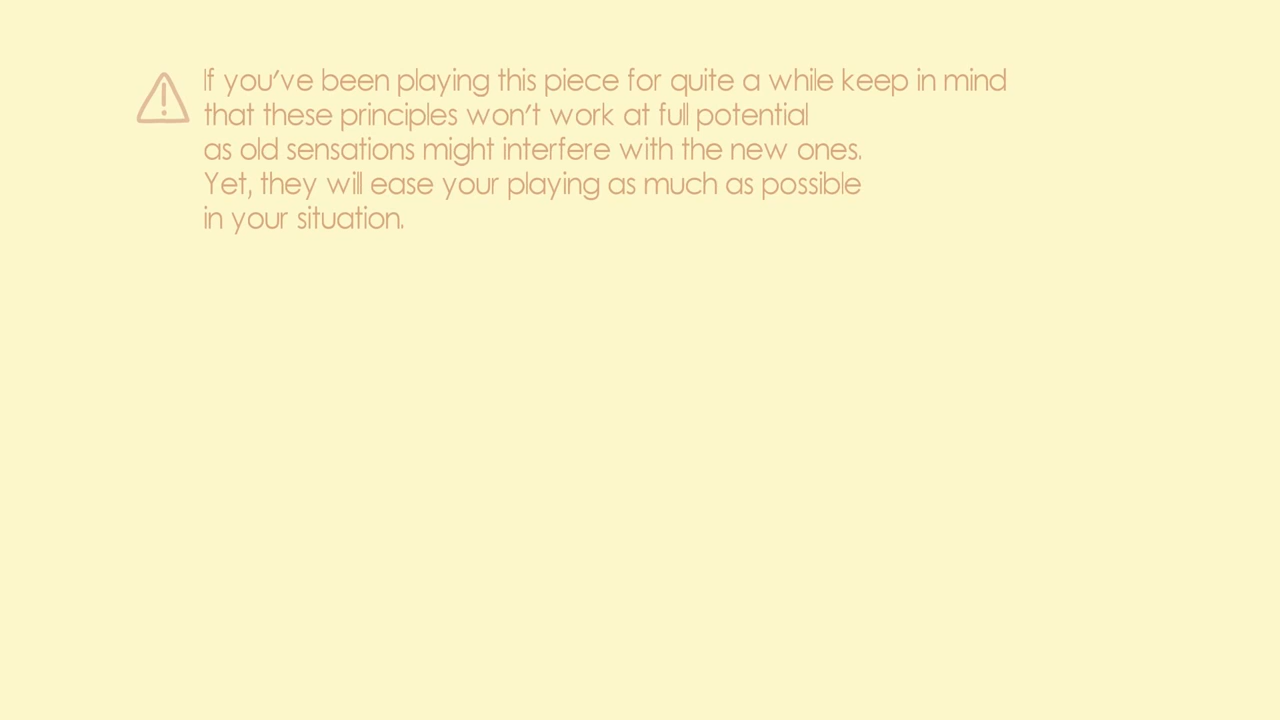 If you've been playing this piece for quite a while keep in mind
that these principles won't work at full potential
as old sensations might interfere with the new ones.
Yet, they will ease your playing as much as possible
in your situation.